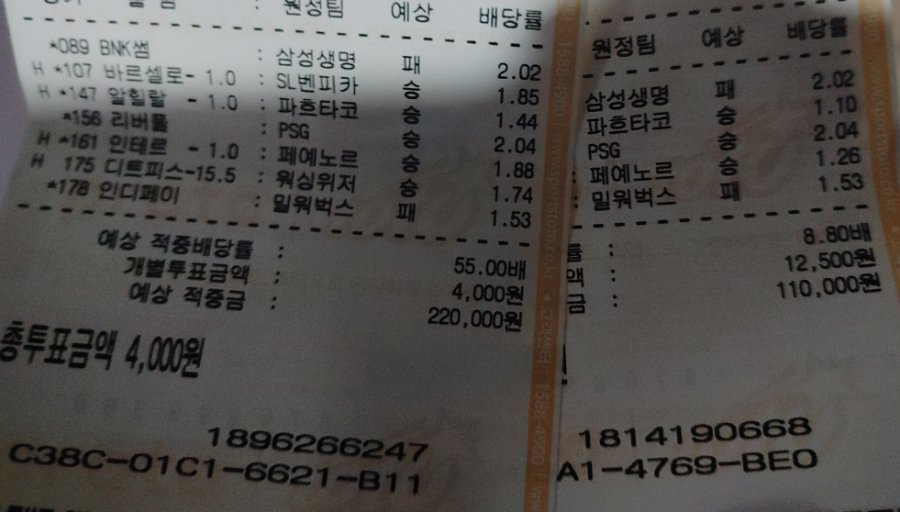 원정팀 예상 배당률
*089 BNK썸 : 삼성생명 패 2.02
H *107 바르셀로- 1.0 : SL벤피카 승 1.85
H *147 알힐랄 - 1.0 : 파흐타코 승 1.44
*156 리버풀 : PSG 승 2.04
H *161 인테르 - 1.0 : 페예노르 승 1.88
H 175 디트피스-15.5 : 워싱위저 승 1.74
*178 인디페이 : 밀워벅스 패 1.53
예상 적중배당률 : 55.00배
개별투표금액 : 4,000원
예상 적중금 : 220,000원
총투표금액 4,000원
1896266247
C38C-01C1-6621-B11
원정팀 예상 배당률
삼성생명 패 2.02
파흐타코 승 1.10
PSG 승 2.04
페예노르 승 1.26
밀워벅스 패 1.53
률 : 8.80배
액 : 12,500원
금 : 110,000원
1814190668
A1-4769-BE0